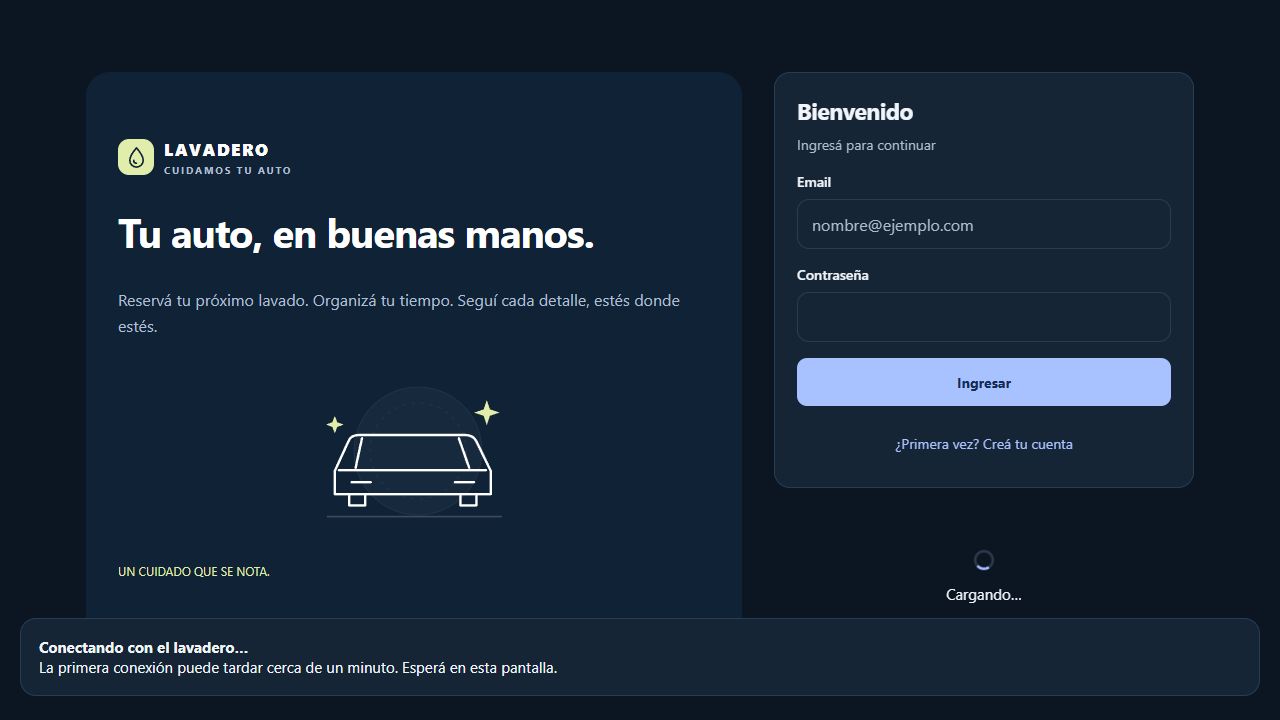 LAVADERO
CUIDAMOS TU AUTO
Tu auto, en buenas manos.
Reservá tu próximo lavado. Organizá tu tiempo. Seguí cada detalle, estés donde
estés.
UN CUIDADO QUE SE NOTA.
Bienvenido
Ingresá para continuar
Email
nombre@ejemplo.com
Contraseña
Ingresar
¿Primera vez? Creá tu cuenta
Cargando...
Conectando con el lavadero...
La primera conexión puede tardar cerca de un minuto. Esperá en esta pantalla.